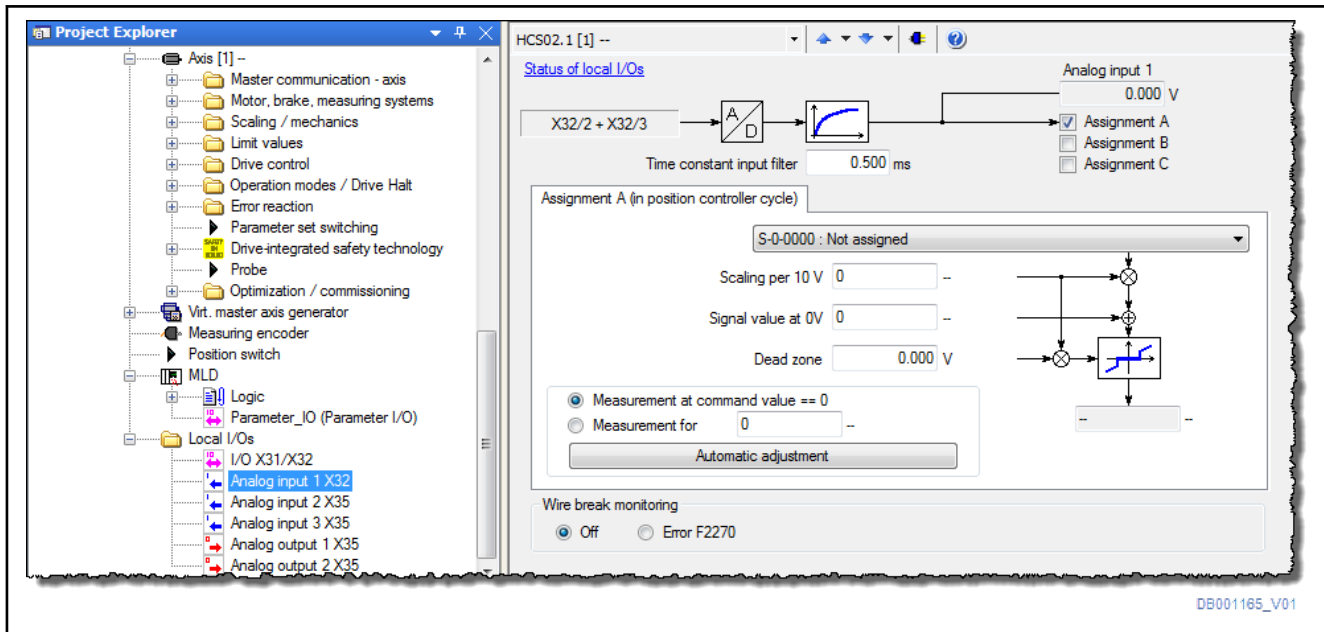 Project Explorer
Axis [1] --
Master communication - axis
Motor, brake, measuring systems
Scaling / mechanics
Limit values
Drive control
Operation modes / Drive Halt
Error reaction
Parameter set switching
Drive-integrated safety technology
Probe
Optimization / commissioning
Virt. master axis generator
Measuring encoder
Position switch
MLD
Logic
Parameter_IO (Parameter I/O)
Local I/Os
I/O X31/X32
Analog input 1 X32
Analog input 2 X35
Analog input 3 X35
Analog output 1 X35
Analog output 2 X35
HCS02.1 [1] --
Status of local I/Os
Analog input 1
0.000 V
X32/2 + X32/3
A
D
Assignment A
Assignment B
Assignment C
Time constant input filter 0.500 ms
Assignment A (in position controller cycle)
S-0-0000 : Not assigned
Scaling per 10 V 0 --
Signal value at 0V 0 --
Dead zone 0.000 V
Measurement at command value == 0
Measurement for 0 --
Automatic adjustment
-- --
Wire break monitoring
Off Error F2270
DB001165_V01